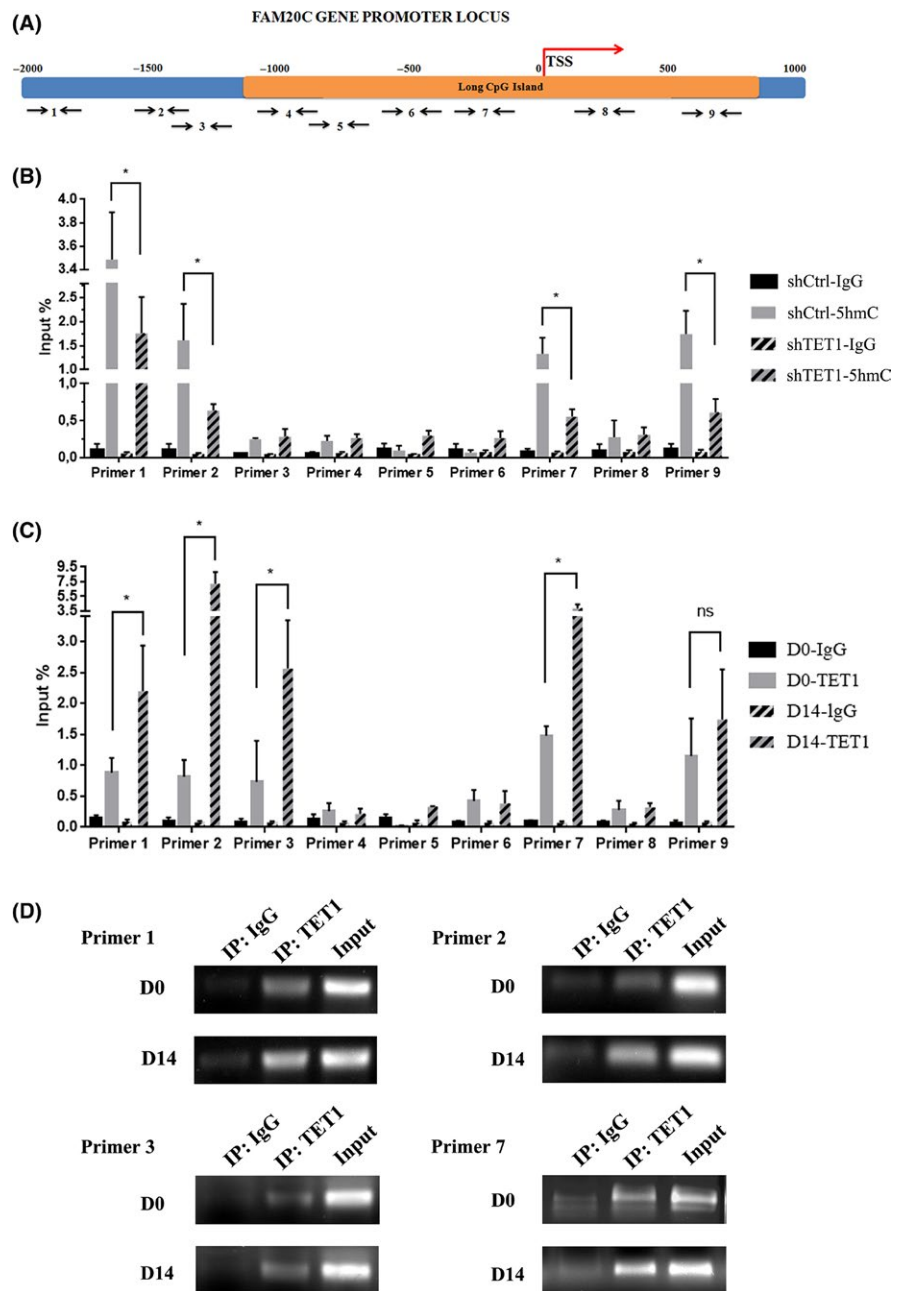 (A)
FAM20C GENE PROMOTER LOCUS
−2000 −1500 −1000 −500 0 TSS 500 1000
Long CpG Island
1 2 3 4 5 6 7 8 9
(B)
* * * *
4.0
3.8
3.6
3.4
2.5
2.0
1.5
1.0
0.5
0.0
Input %
Primer 1 Primer 2 Primer 3 Primer 4 Primer 5 Primer 6 Primer 7 Primer 8 Primer 9
shCtrl-IgG
shCtrl-5hmC
shTET1-IgG
shTET1-5hmC
(C)
* * * * ns
9.5
7.5
5.5
3.5
3.0
2.5
2.0
1.5
1.0
0.5
0.0
Input %
Primer 1 Primer 2 Primer 3 Primer 4 Primer 5 Primer 6 Primer 7 Primer 8 Primer 9
D0-IgG
D0-TET1
D14-IgG
D14-TET1
(D)
Primer 1
IP: IgG IP: TET1 Input
D0
D14
Primer 2
IP: IgG IP: TET1 Input
D0
D14
Primer 3
IP: IgG IP: TET1 Input
D0
D14
Primer 7
IP: IgG IP: TET1 Input
D0
D14